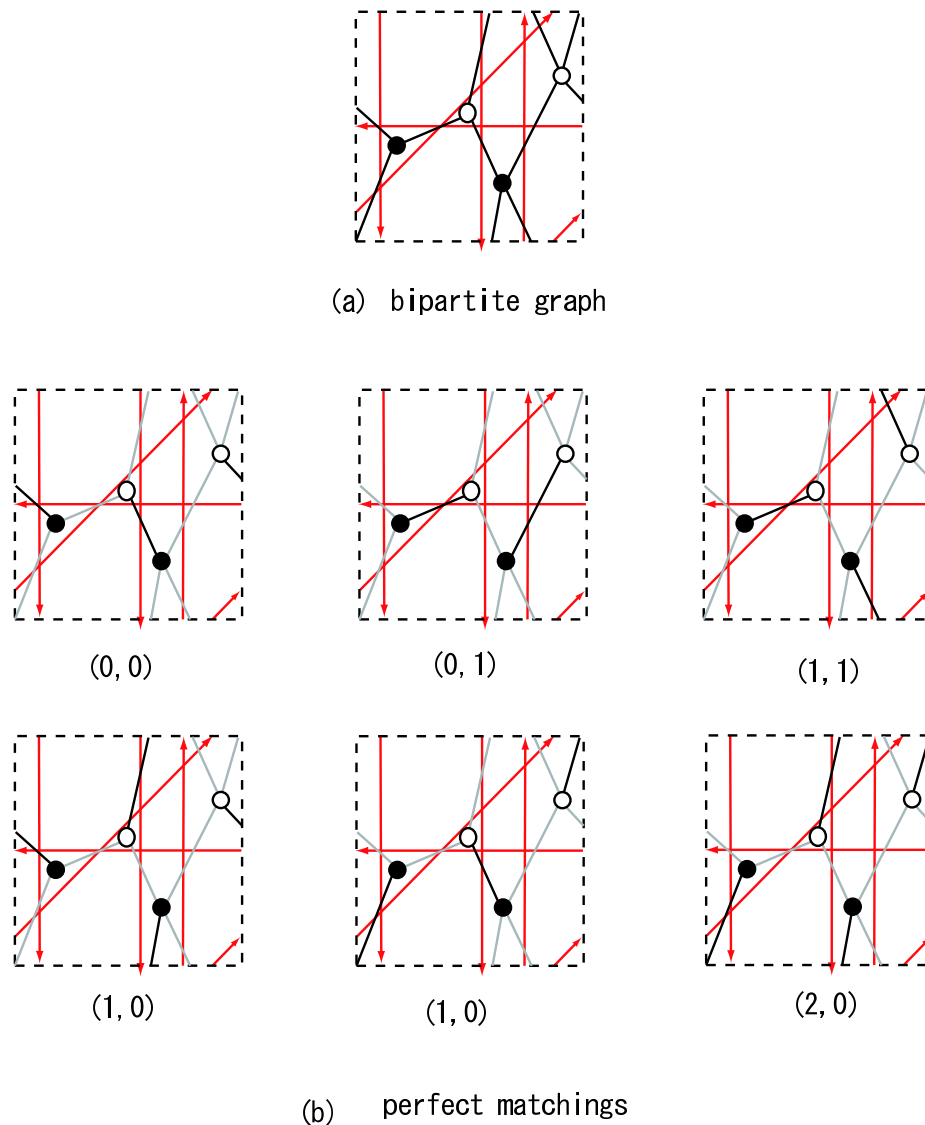 (a) bipartite graph
(0,0) (0,1) (1,1)
(1,0) (1,0) (2,0)
(b) perfect matchings